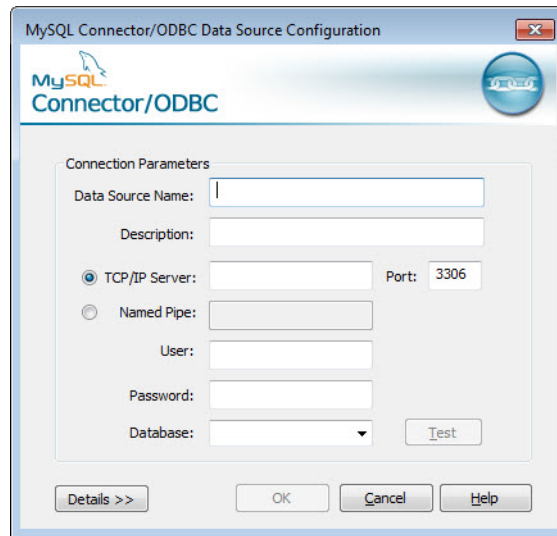 MySQL Connector/ODBC Data Source Configuration
MySQL
Connector/ODBC
Connection Parameters
Data Source Name:
Description:
TCP/IP Server: Port: 3306
Named Pipe:
User:
Password:
Database: Test
Details >> OK Cancel Help